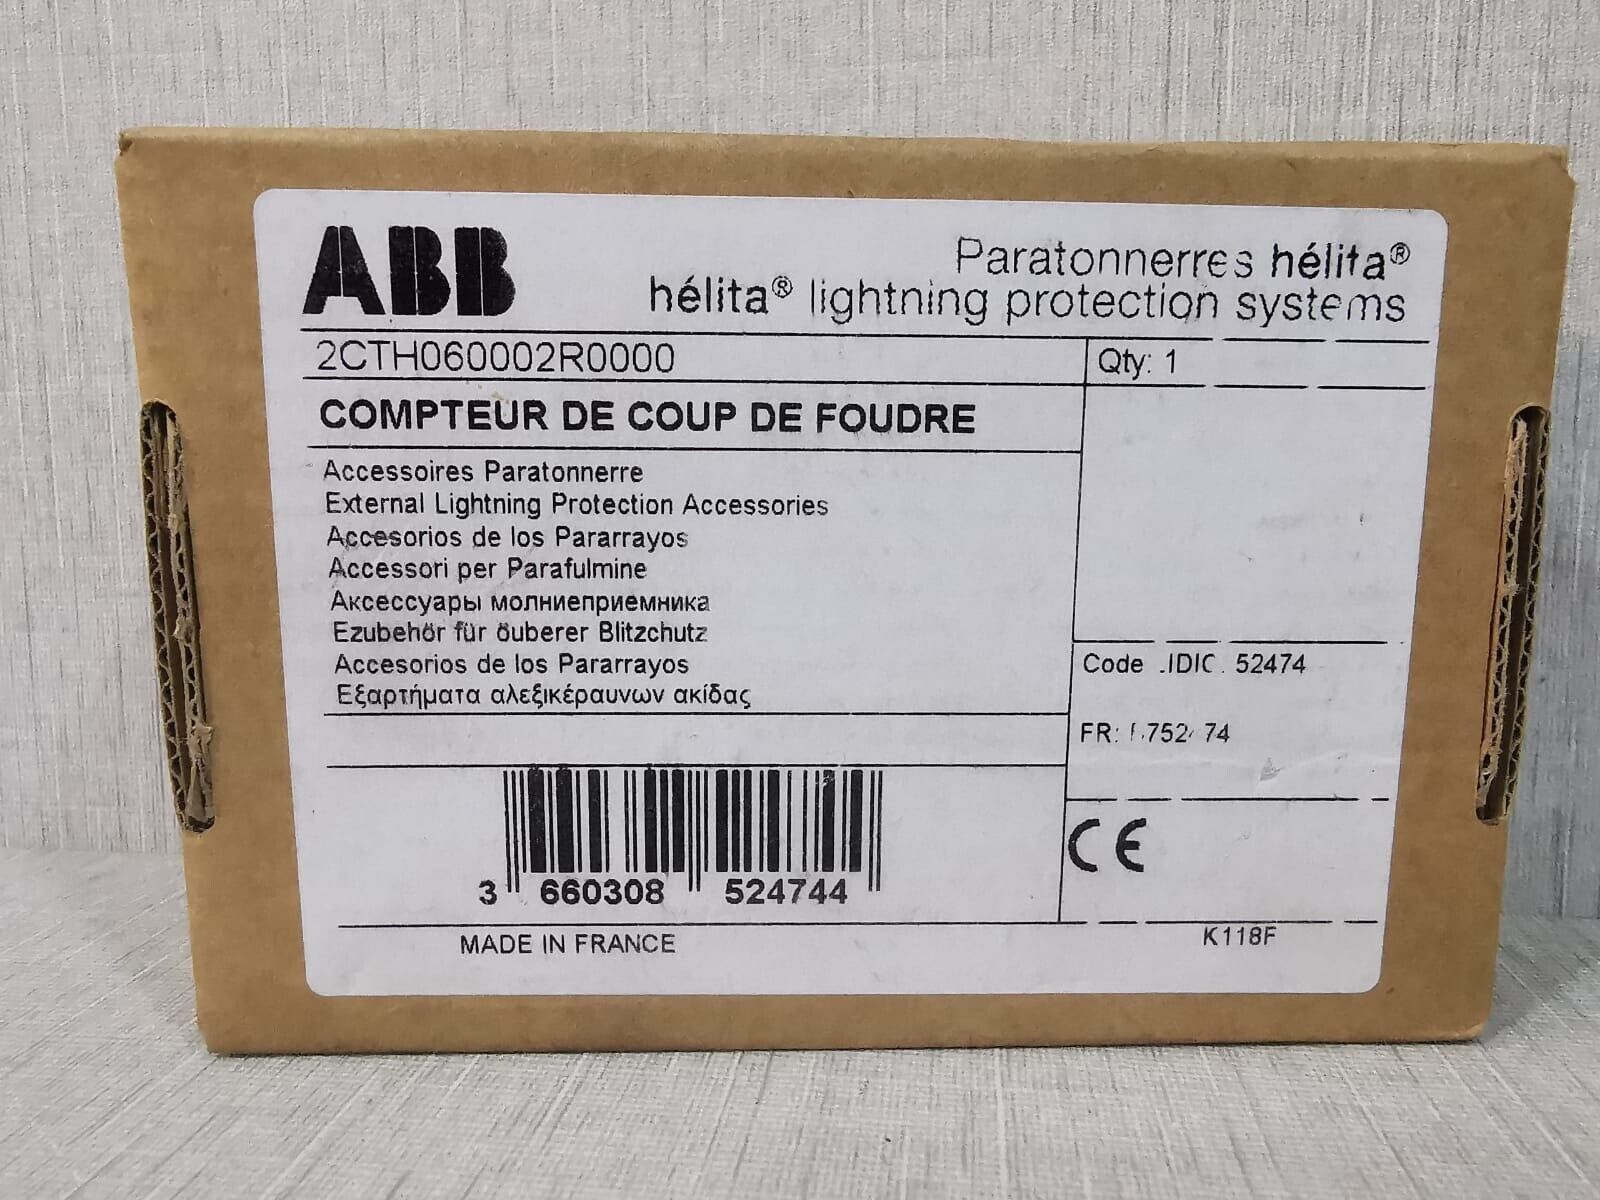 ABB
Paratonnerres hélita®
hélita® lightning protection systems
2CTH060002R0000
Qty: 1
COMPTEUR DE COUP DE FOUDRE
Accessoires Paratonnerre
External Lightning Protection Accessories
Accesorios de los Pararrayos
Accessori per Parafulmine
Аксессуары молниеприемника
Ezubehör für öuberer Blitzchutz
Accesorios de los Pararrayos
Εξαρτήματα αλεξικέραυνων ακίδας
Code 52474
FR:
CE
3 660308 524744
MADE IN FRANCE
K118F